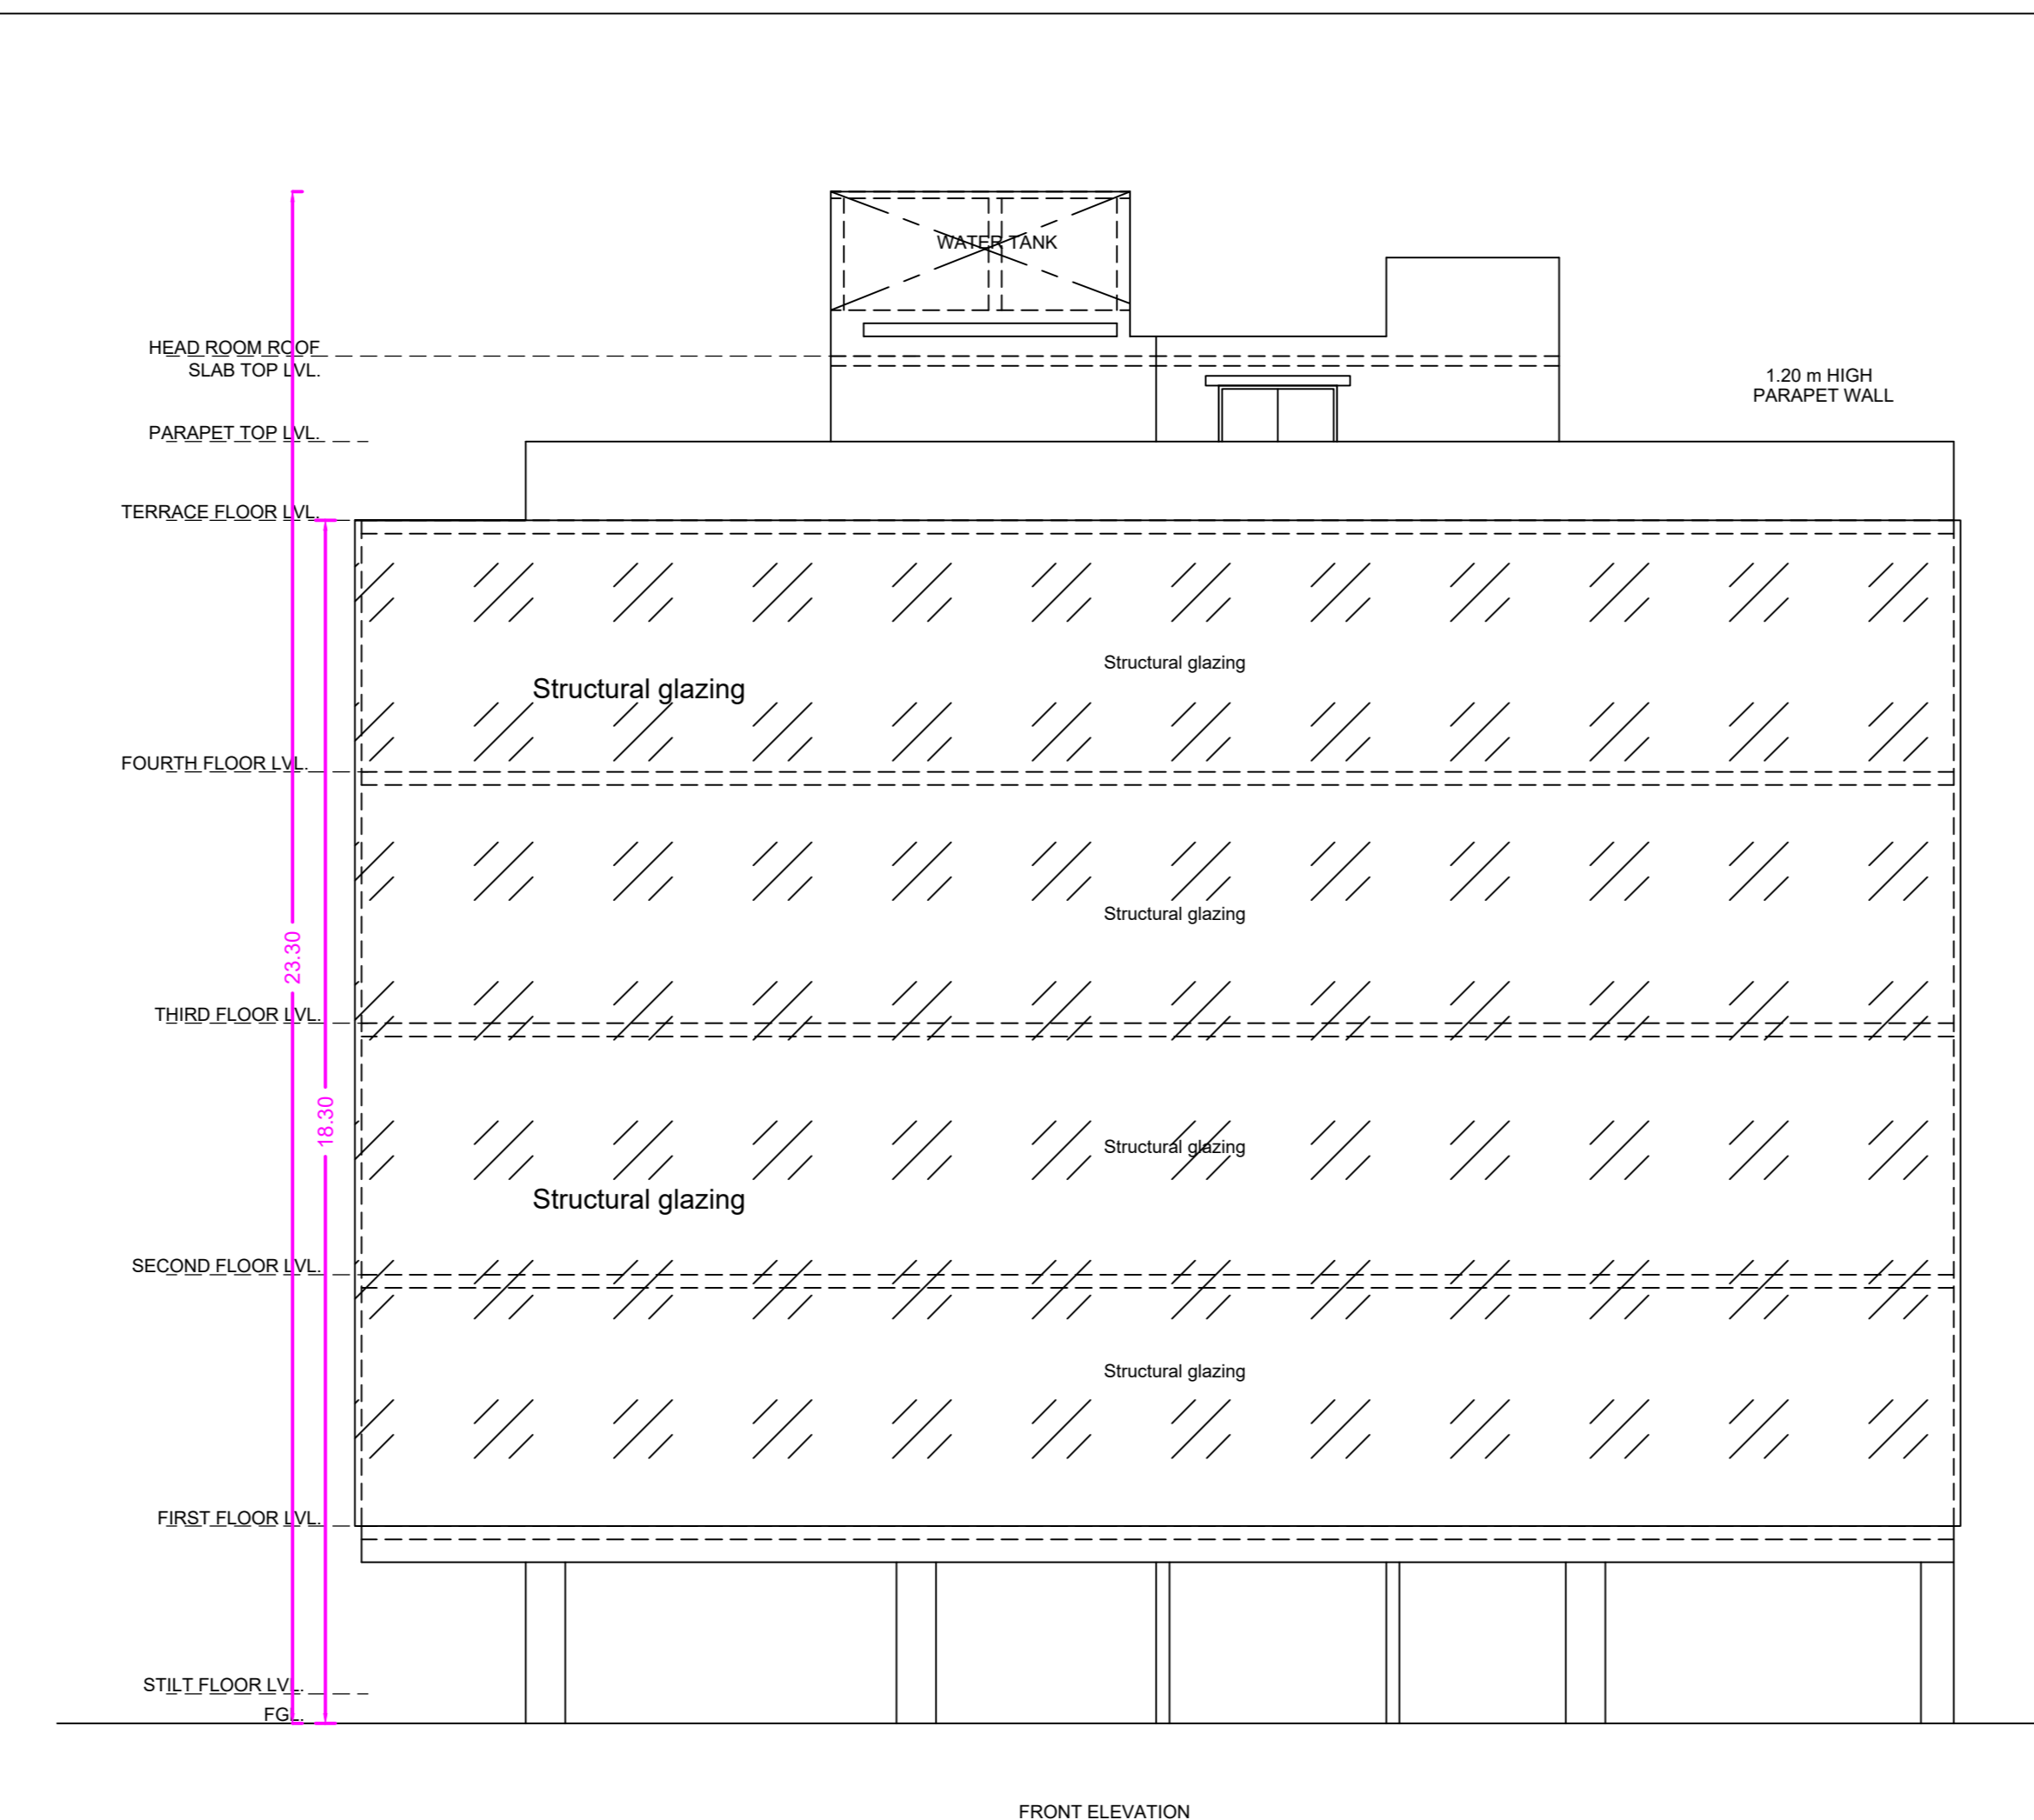 WATER TANK
HEAD ROOM ROOF
SLAB TOP LVL.
1.20 m HIGH
PARAPET WALL
PARAPET TOP LVL.
TERRACE FLOOR LVL.
Structural glazing
Structural glazing
FOURTH FLOOR LVL.
Structural glazing
23.30
THIRD FLOOR LVL.
18.30
Structural glazing
Structural glazing
SECOND FLOOR LVL.
Structural glazing
FIRST FLOOR LVL.
STILT FLOOR LVL.
FGL.
FRONT ELEVATION